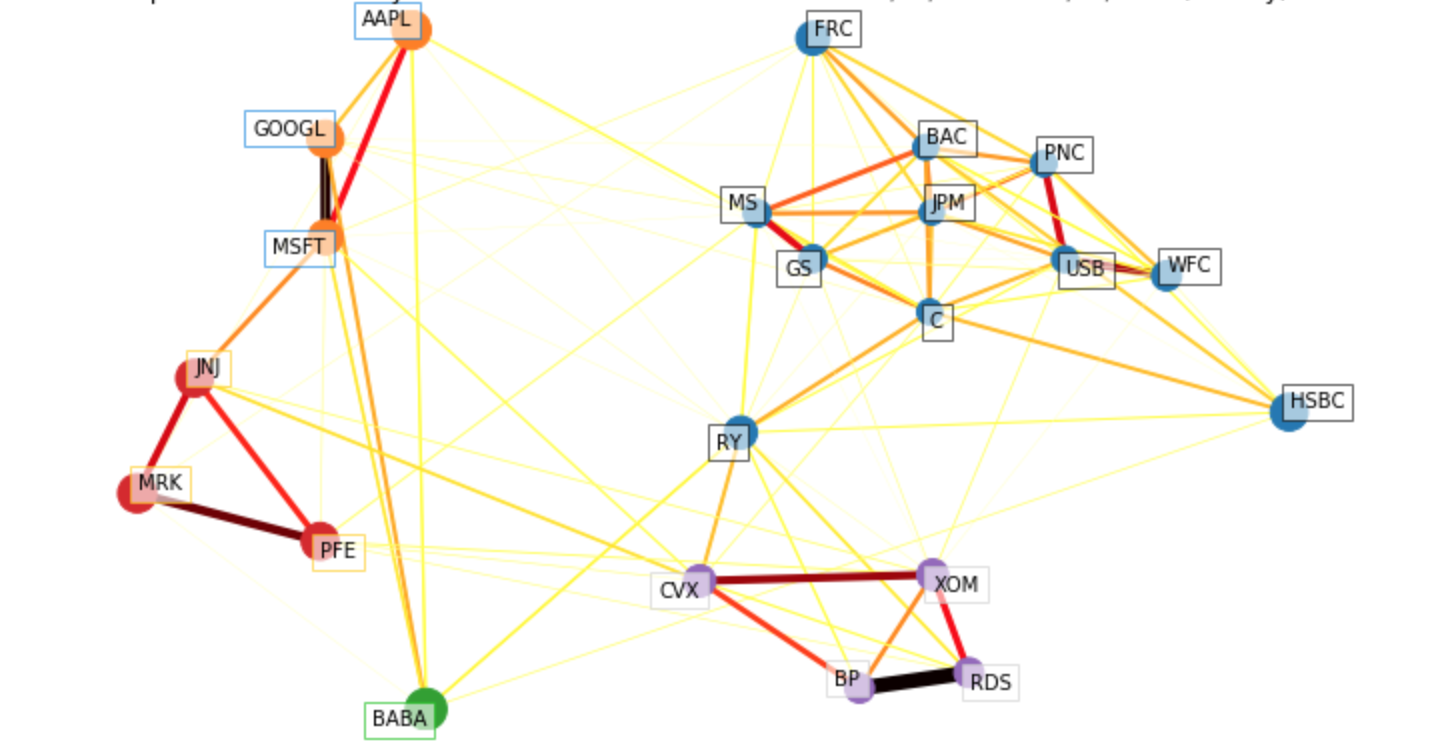 AAPL
FRC
GOOGL
BAC
PNC
MS
JPM
MSFT
GS
USB
WFC
C
JNJ
HSBC
RY
MRK
PFE
CVX
XOM
BP
RDS
BABA